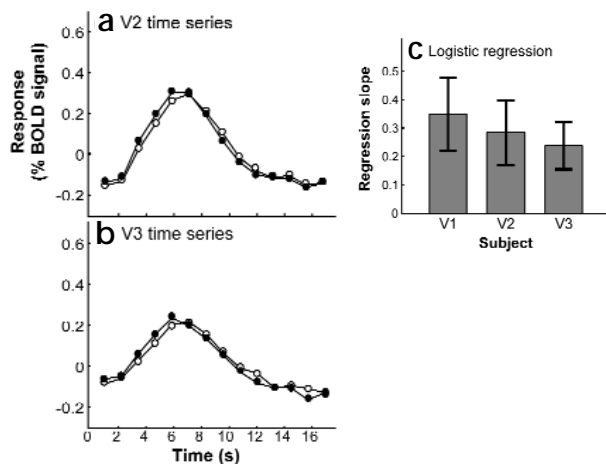 a V2 time series
0.6
0.4
0.2
0
-0.2
Response
(% BOLD signal)
b V3 time series
0.6
0.4
0.2
0
-0.2
0 2 4 6 8 10 12 14 16
Time (s)
c Logistic regression
0.5
0.4
0.3
0.2
0.1
0
Regression slope
V1 V2 V3
Subject